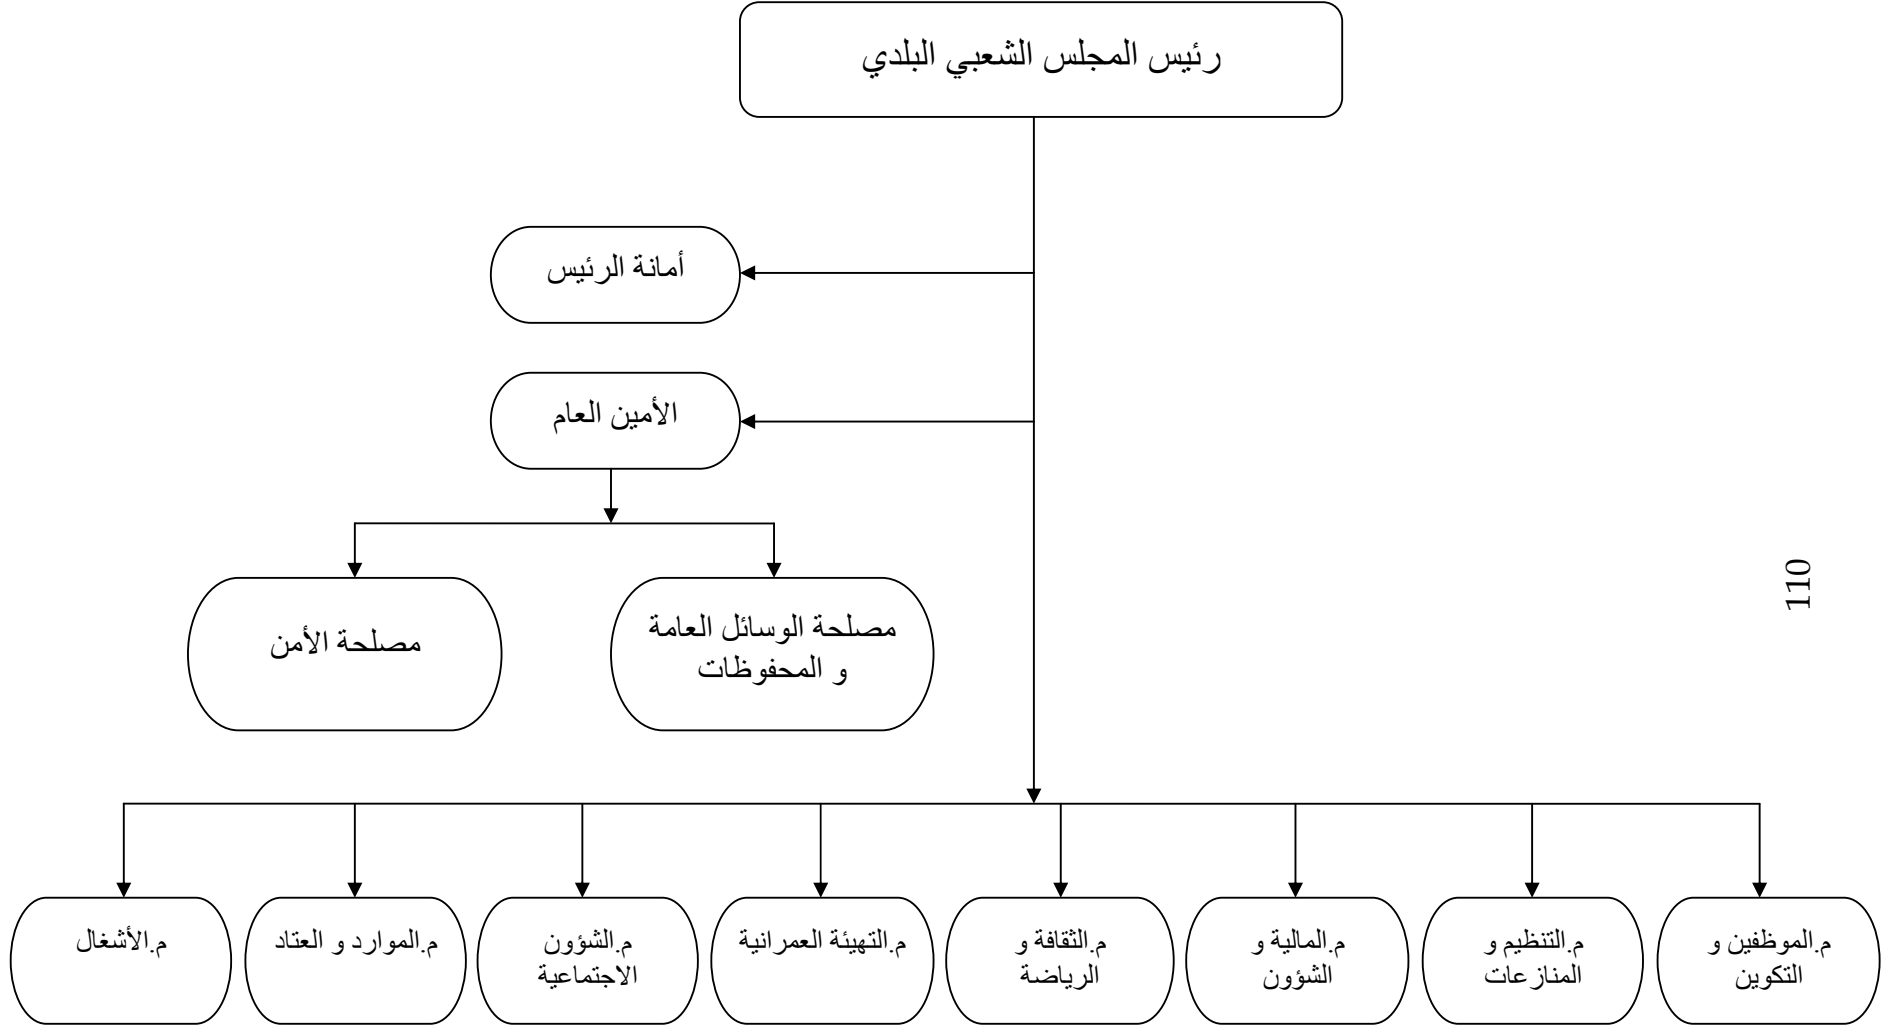 رئيس المجلس الشعبي البلدي
أمانة الرئيس
الأمين العام
مصلحة الوسائل العامة
و المحفوظات
مصلحة الأمن
110
م.الموظفين و
التكوين
م.التنظيم و
المنازعات
م.المالية و
الشؤون
م.الثقافة و
الرياضة
م.التهيئة العمرانية
م.الشؤون
الاجتماعية
م.الموارد و العتاد
م.الأشغال